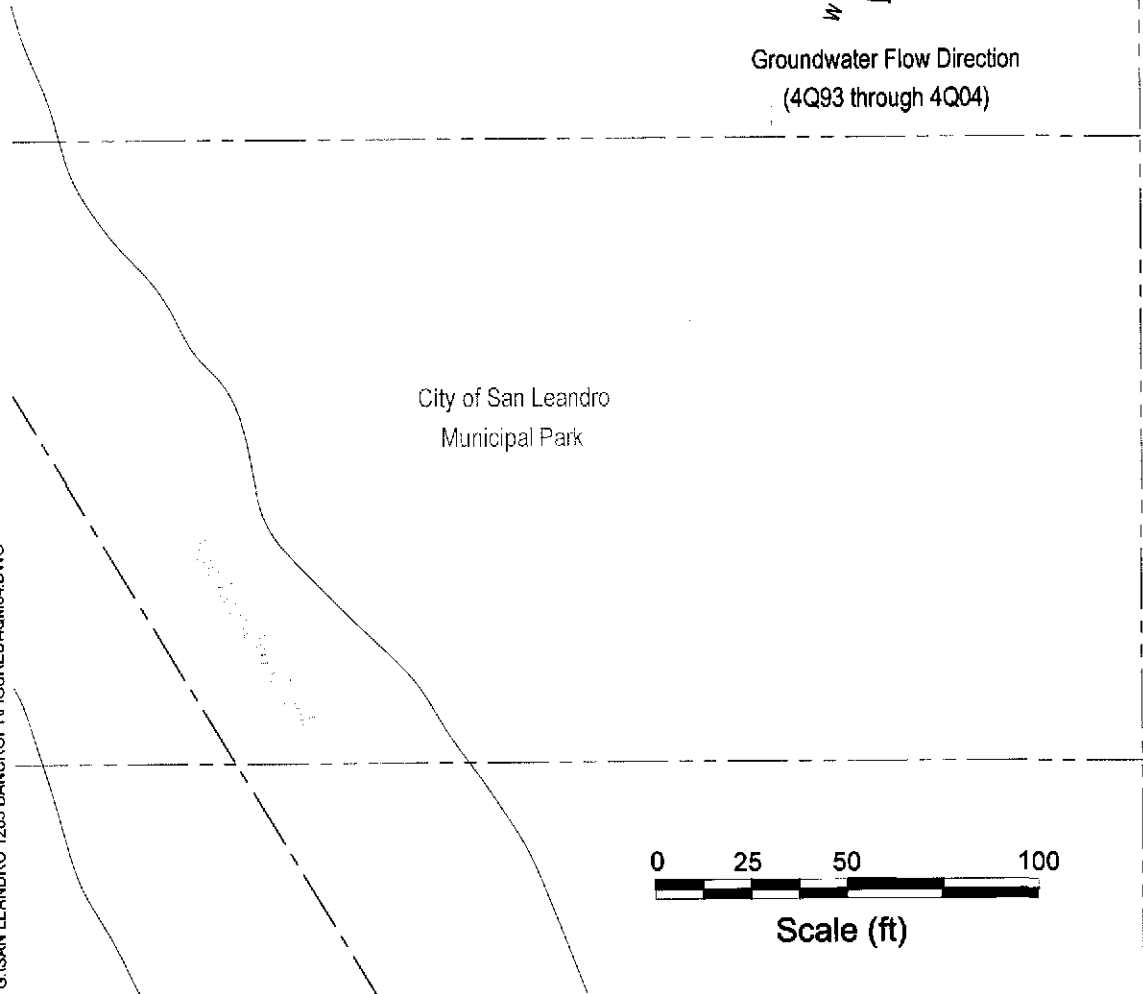 Groundwater Flow Direction
(4Q93 through 4Q04)
City of San Leandro
Municipal Park
0 25 50 100
Scale (ft)